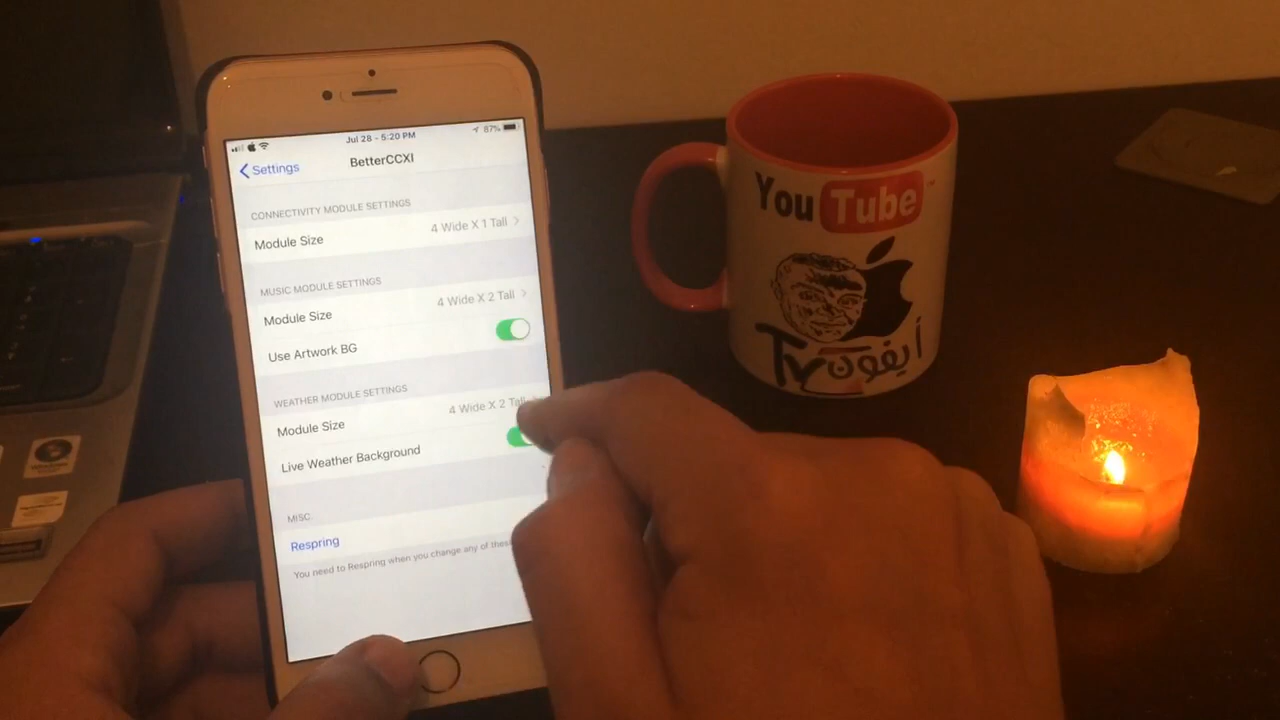 Jul 28 - 5:20 PM
87%
Settings
BetterCCXI
CONNECTIVITY MODULE SETTINGS
Module Size
4 Wide X 1 Tall
MUSIC MODULE SETTINGS
Module Size
4 Wide X 2 Tall
Use Artwork BG
WEATHER MODULE SETTINGS
Module Size
4 Wide X 2 Tall
Live Weather Background
MISC
Respring
You need to Respring when you change any of these
YouTube
آيفون Tv